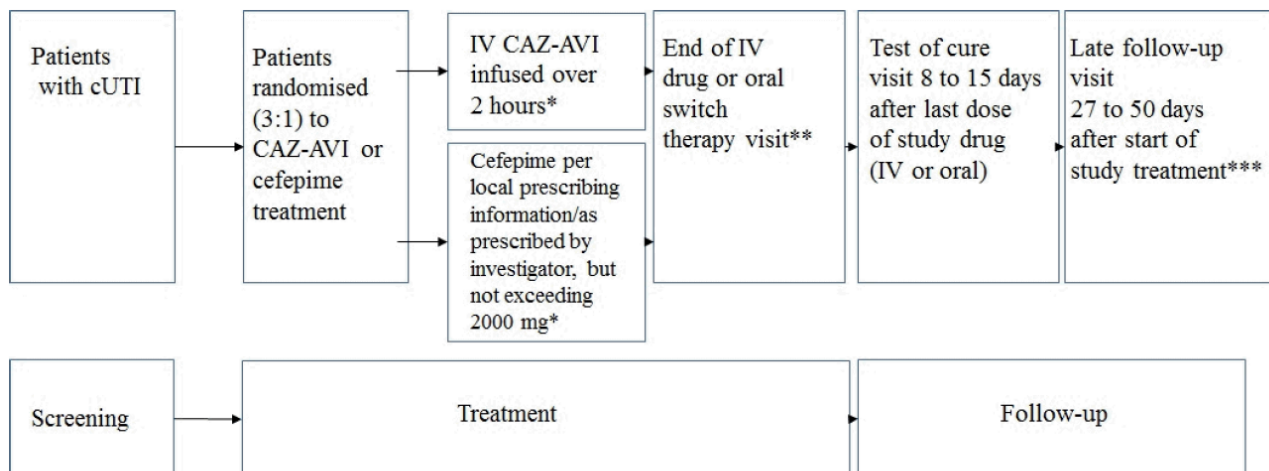 Patients
with cUTI
Patients
randomised
(3:1) to
CAZ-AVI or
cefepime
treatment
IV CAZ-AVI
infused over
2 hours*
Cefepime per
local prescribing
information/as
prescribed by
investigator, but
not exceeding
2000 mg*
End of IV
drug or oral
switch
therapy visit**
Test of cure
visit 8 to 15 days
after last dose
of study drug
(IV or oral)
Late follow-up
visit
27 to 50 days
after start of
study treatment***
Screening
Treatment
Follow-up